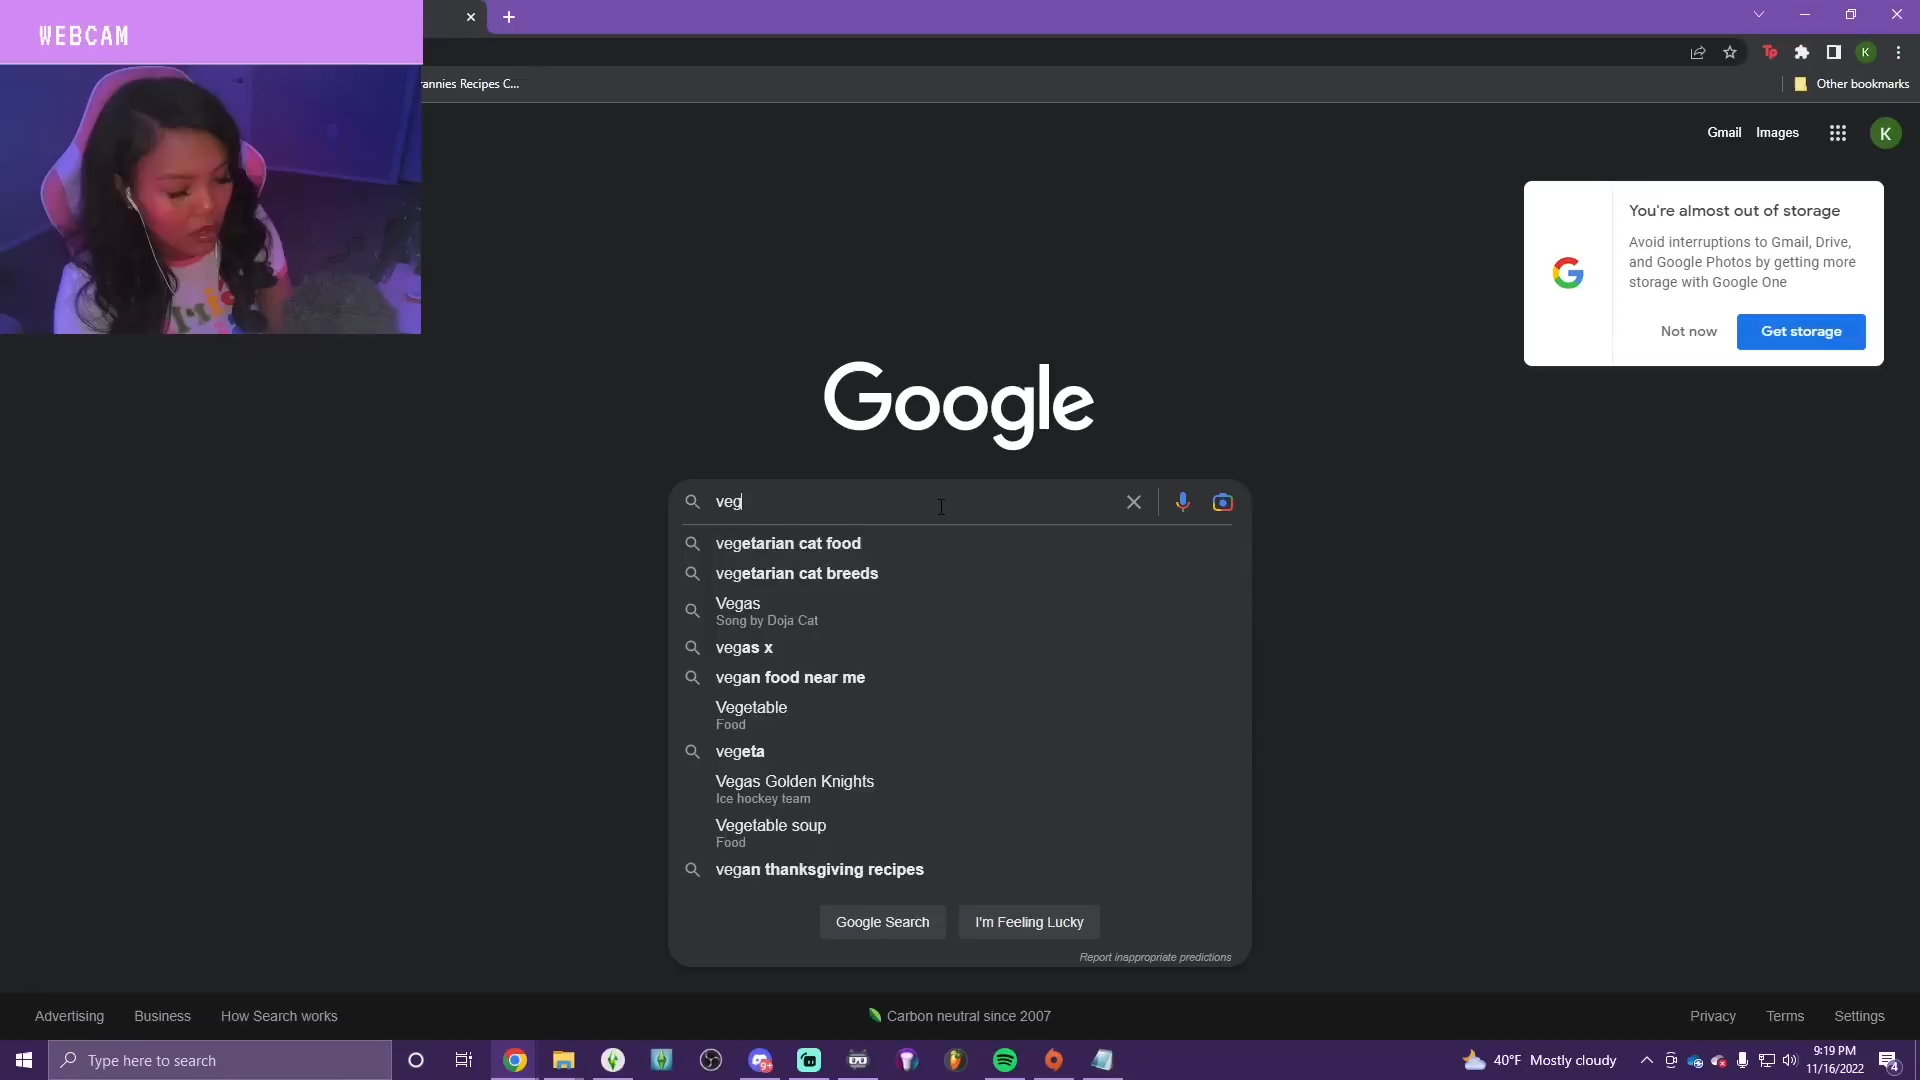 WEBCAM
rannies Recipes C...
Other bookmarks
Gmail Images
K
K
You're almost out of storage
Avoid interruptions to Gmail, Drive,
and Google Photos by getting more
storage with Google One
Not now Get storage
Google
veg
vegetarian cat food
vegetarian cat breeds
Vegas
Song by Doja Cat
vegas x
vegan food near me
Vegetable
Food
vegeta
Vegas Golden Knights
Ice hockey team
Vegetable soup
Food
vegan thanksgiving recipes
Google Search I'm Feeling Lucky
Report inappropriate predictions
Advertising Business How Search works
Carbon neutral since 2007
Privacy Terms Settings
Type here to search
9+
40°F Mostly cloudy
9:19 PM
11/16/2022
4